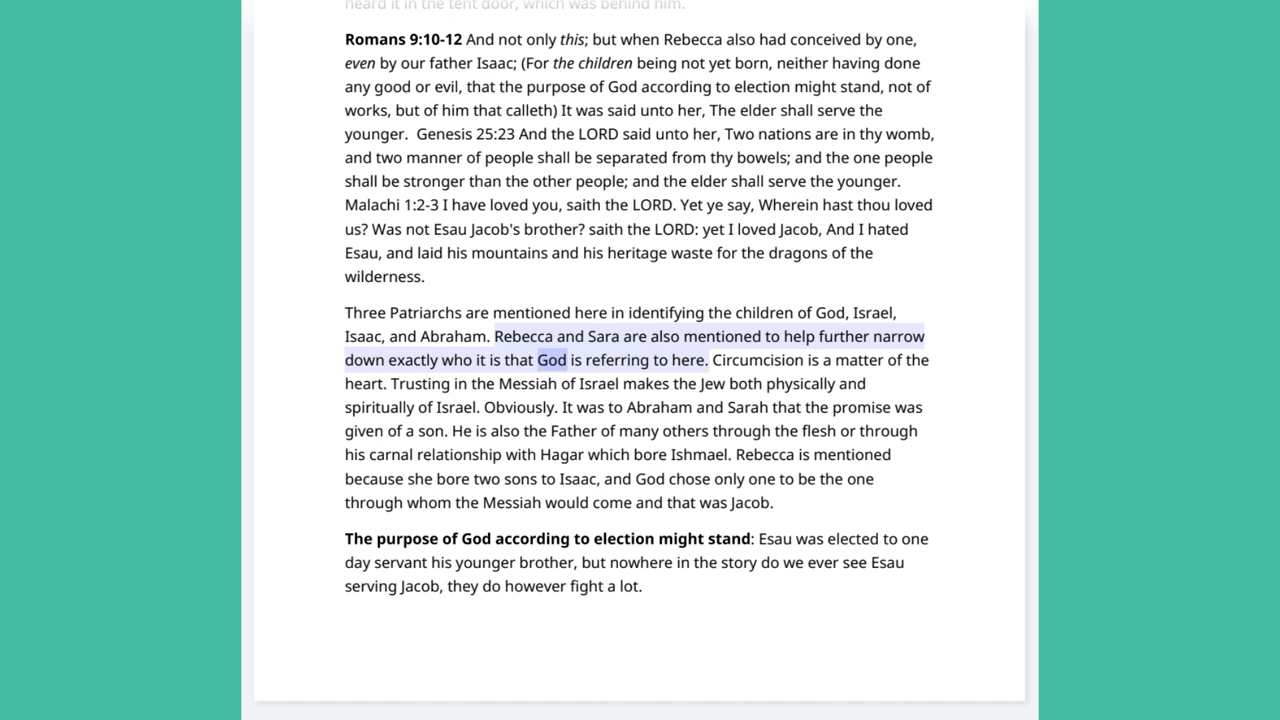 heard it in the tent door, which was behind him.
Romans 9:10-12 And not only this; but when Rebecca also had conceived by one,
even by our father Isaac; (For the children being not yet born, neither having done
any good or evil, that the purpose of God according to election might stand, not of
works, but of him that calleth) It was said unto her, The elder shall serve the
younger.  Genesis 25:23 And the LORD said unto her, Two nations are in thy womb,
and two manner of people shall be separated from thy bowels; and the one people
shall be stronger than the other people; and the elder shall serve the younger.
Malachi 1:2-3 I have loved you, saith the LORD. Yet ye say, Wherein hast thou loved
us? Was not Esau Jacob's brother? saith the LORD: yet I loved Jacob, And I hated
Esau, and laid his mountains and his heritage waste for the dragons of the
wilderness.
Three Patriarchs are mentioned here in identifying the children of God, Israel,
Isaac, and Abraham. Rebecca and Sara are also mentioned to help further narrow
down exactly who it is that God is referring to here. Circumcision is a matter of the
heart. Trusting in the Messiah of Israel makes the Jew both physically and
spiritually of Israel. Obviously. It was to Abraham and Sarah that the promise was
given of a son. He is also the Father of many others through the flesh or through
his carnal relationship with Hagar which bore Ishmael. Rebecca is mentioned
because she bore two sons to Isaac, and God chose only one to be the one
through whom the Messiah would come and that was Jacob.
The purpose of God according to election might stand: Esau was elected to one
day servant his younger brother, but nowhere in the story do we ever see Esau
serving Jacob, they do however fight a lot.